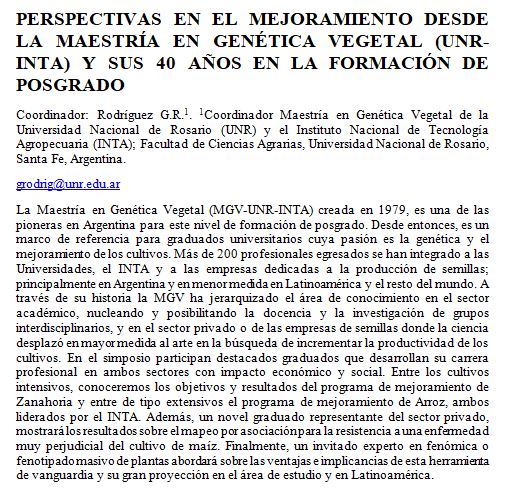 PERSPECTIVAS EN EL MEJORAMIENTO DESDE
LA MAESTRÍA EN GENÉTICA VEGETAL (UNR-
INTA) Y SUS 40 AÑOS EN LA FORMACIÓN DE
POSGRADO
Coordinador: Rodríguez G.R.¹. ¹Coordinador Maestría en Genética Vegetal de la
Universidad Nacional de Rosario (UNR) y el Instituto Nacional de Tecnología
Agropecuaria (INTA); Facultad de Ciencias Agrarias, Universidad Nacional de Rosario,
Santa Fe, Argentina.
grodrig@unr.edu.ar
La Maestría en Genética Vegetal (MGV-UNR-INTA) creada en 1979, es una de las
pioneras en Argentina para este nivel de formación de posgrado. Desde entonces, es un
marco de referencia para graduados universitarios cuya pasión es la genética y el
mejoramiento de los cultivos. Más de 200 profesionales egresados se han integrado a las
Universidades, el INTA y a las empresas dedicadas a la producción de semillas;
principalmente en Argentina y en menor medida en Latinoamérica y el resto del mundo. A
través de su historia la MGV ha jerarquizado el área de conocimiento en el sector
académico, nucleando y posibilitando la docencia y la investigación de grupos
interdisciplinarios, y en el sector privado o de las empresas de semillas donde la ciencia
desplazó en mayor medida al arte en la búsqueda de incrementar la productividad de los
cultivos. En el simposio participan destacados graduados que desarrollan su carrera
profesional en ambos sectores con impacto económico y social. Entre los cultivos
intensivos, conoceremos los objetivos y resultados del programa de mejoramiento de
Zanahoria y entre de tipo extensivos el programa de mejoramiento de Arroz, ambos
liderados por el INTA. Además, un novel graduado representante del sector privado,
mostrará los resultados sobre el mapeo por asociación para la resistencia a una enfermedad
muy perjudicial del cultivo de maíz. Finalmente, un invitado experto en fenómica o
fenotipado masivo de plantas abordará sobre las ventajas e implicancias de esta herramienta
de vanguardia y su gran proyección en el área de estudio y en Latinoamérica.